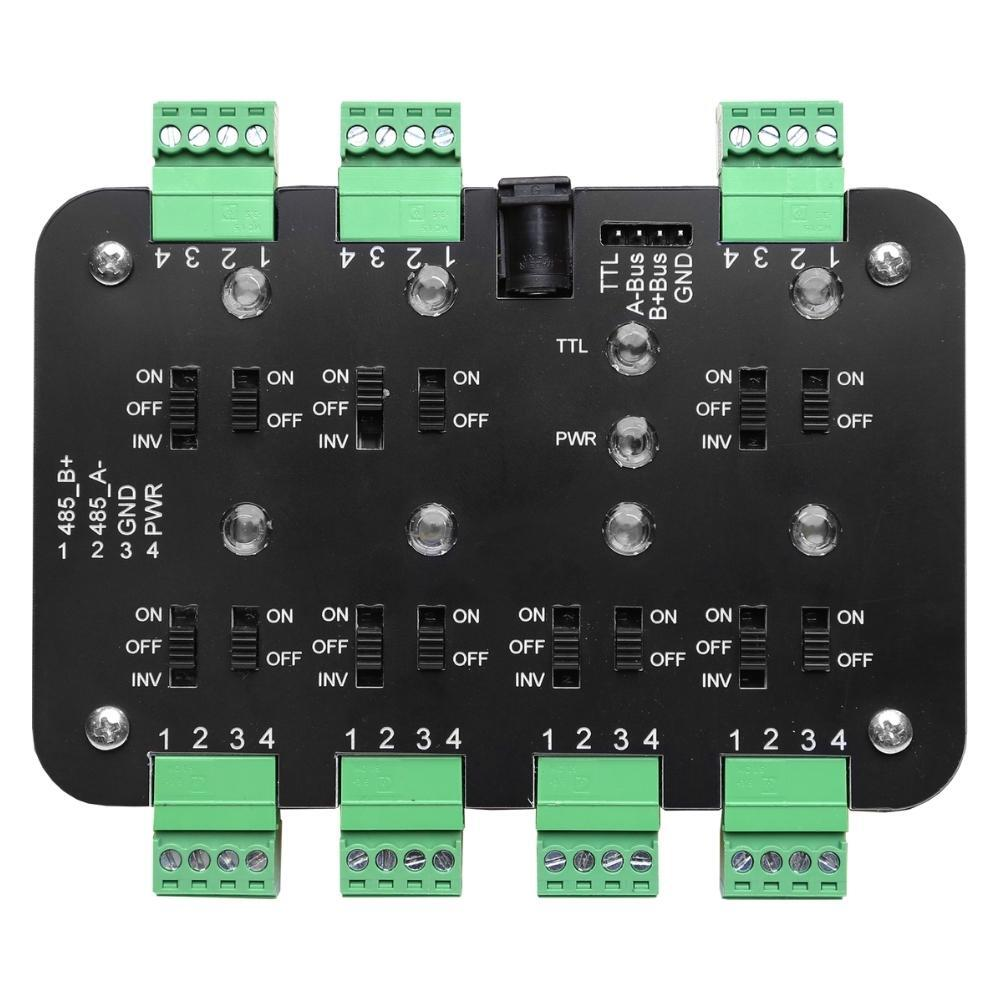 4 3 2 1
4 3 2 1
4 3 2 1
TTL
A-Bus
B+Bus
GND
TTL
PWR
ON
OFF
INV
ON
OFF
ON
OFF
INV
ON
OFF
ON
OFF
INV
ON
OFF
1 485_B+
2 485_A-
3 GND
4 PWR
ON
OFF
INV
ON
OFF
ON
OFF
INV
ON
OFF
ON
OFF
INV
ON
OFF
ON
OFF
INV
ON
OFF
1 2 3 4
1 2 3 4
1 2 3 4
1 2 3 4